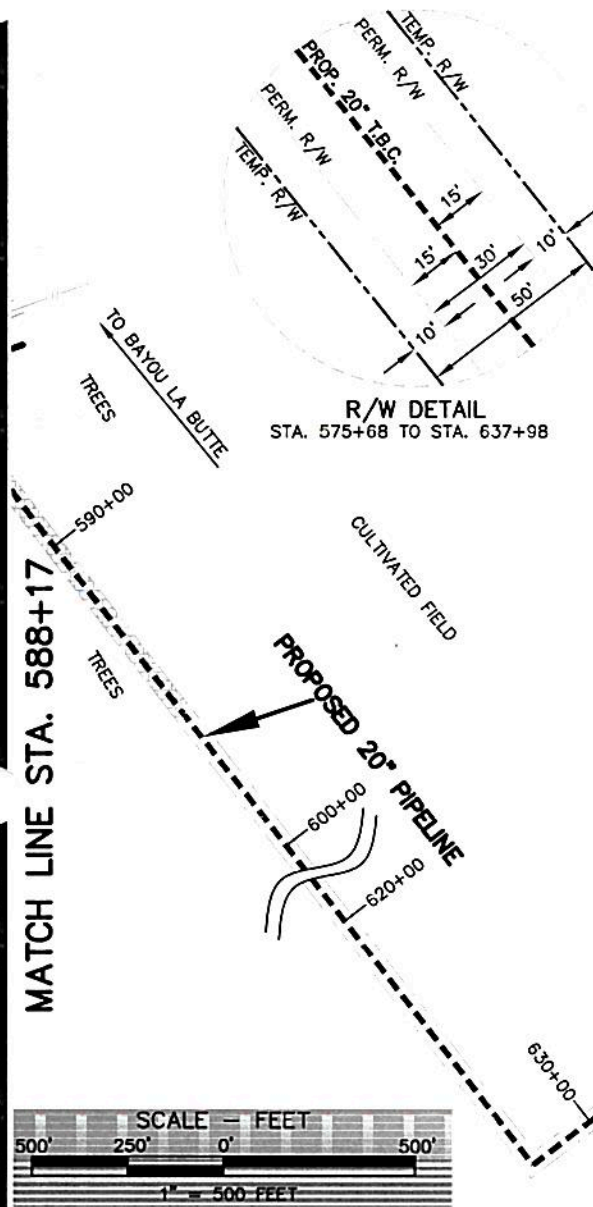 TEMP. R/W
PERM. R/W
PROP. 20" T.B.C.
PERM. R/W
TEMP. R/W
15'
15'
30'
10'
50'
10'
R/W DETAIL
STA. 575+68 TO STA. 637+98
TO BAYOU LA BUTTE
TREES
590+00
CULTIVATED FIELD
TREES
MATCH LINE STA. 588+17
PROPOSED 20" PIPELINE
600+00
620+00
630+00
SCALE - FEET
500' 250' 0' 500'
1" = 500 FEET